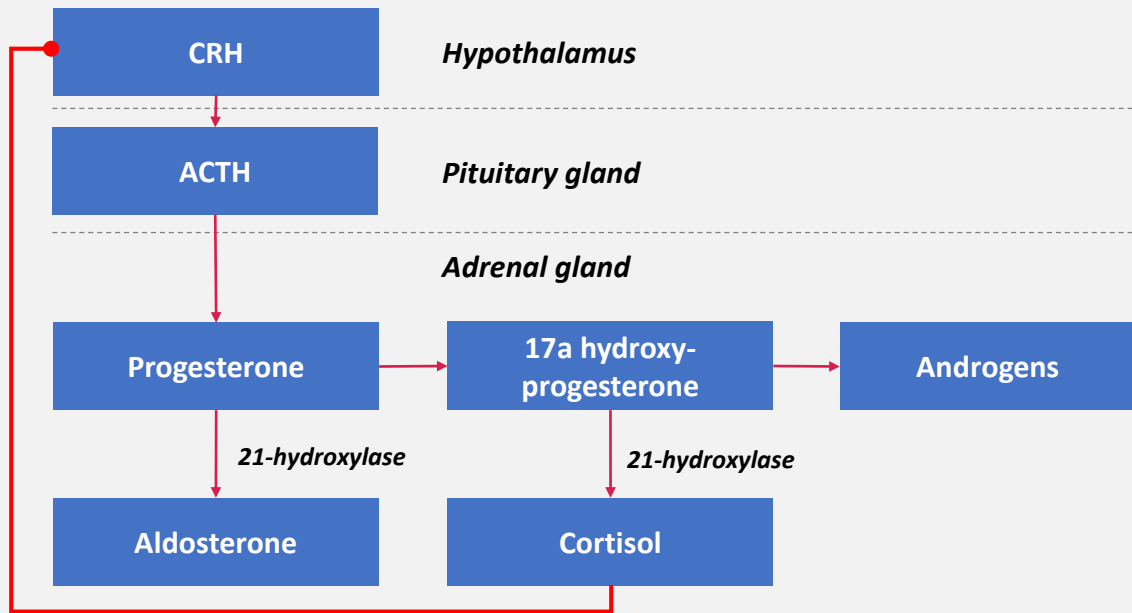 CRH
Hypothalamus
ACTH
Pituitary gland
Adrenal gland
Progesterone
17a hydroxy-
progesterone
Androgens
21-hydroxylase
21-hydroxylase
Aldosterone
Cortisol